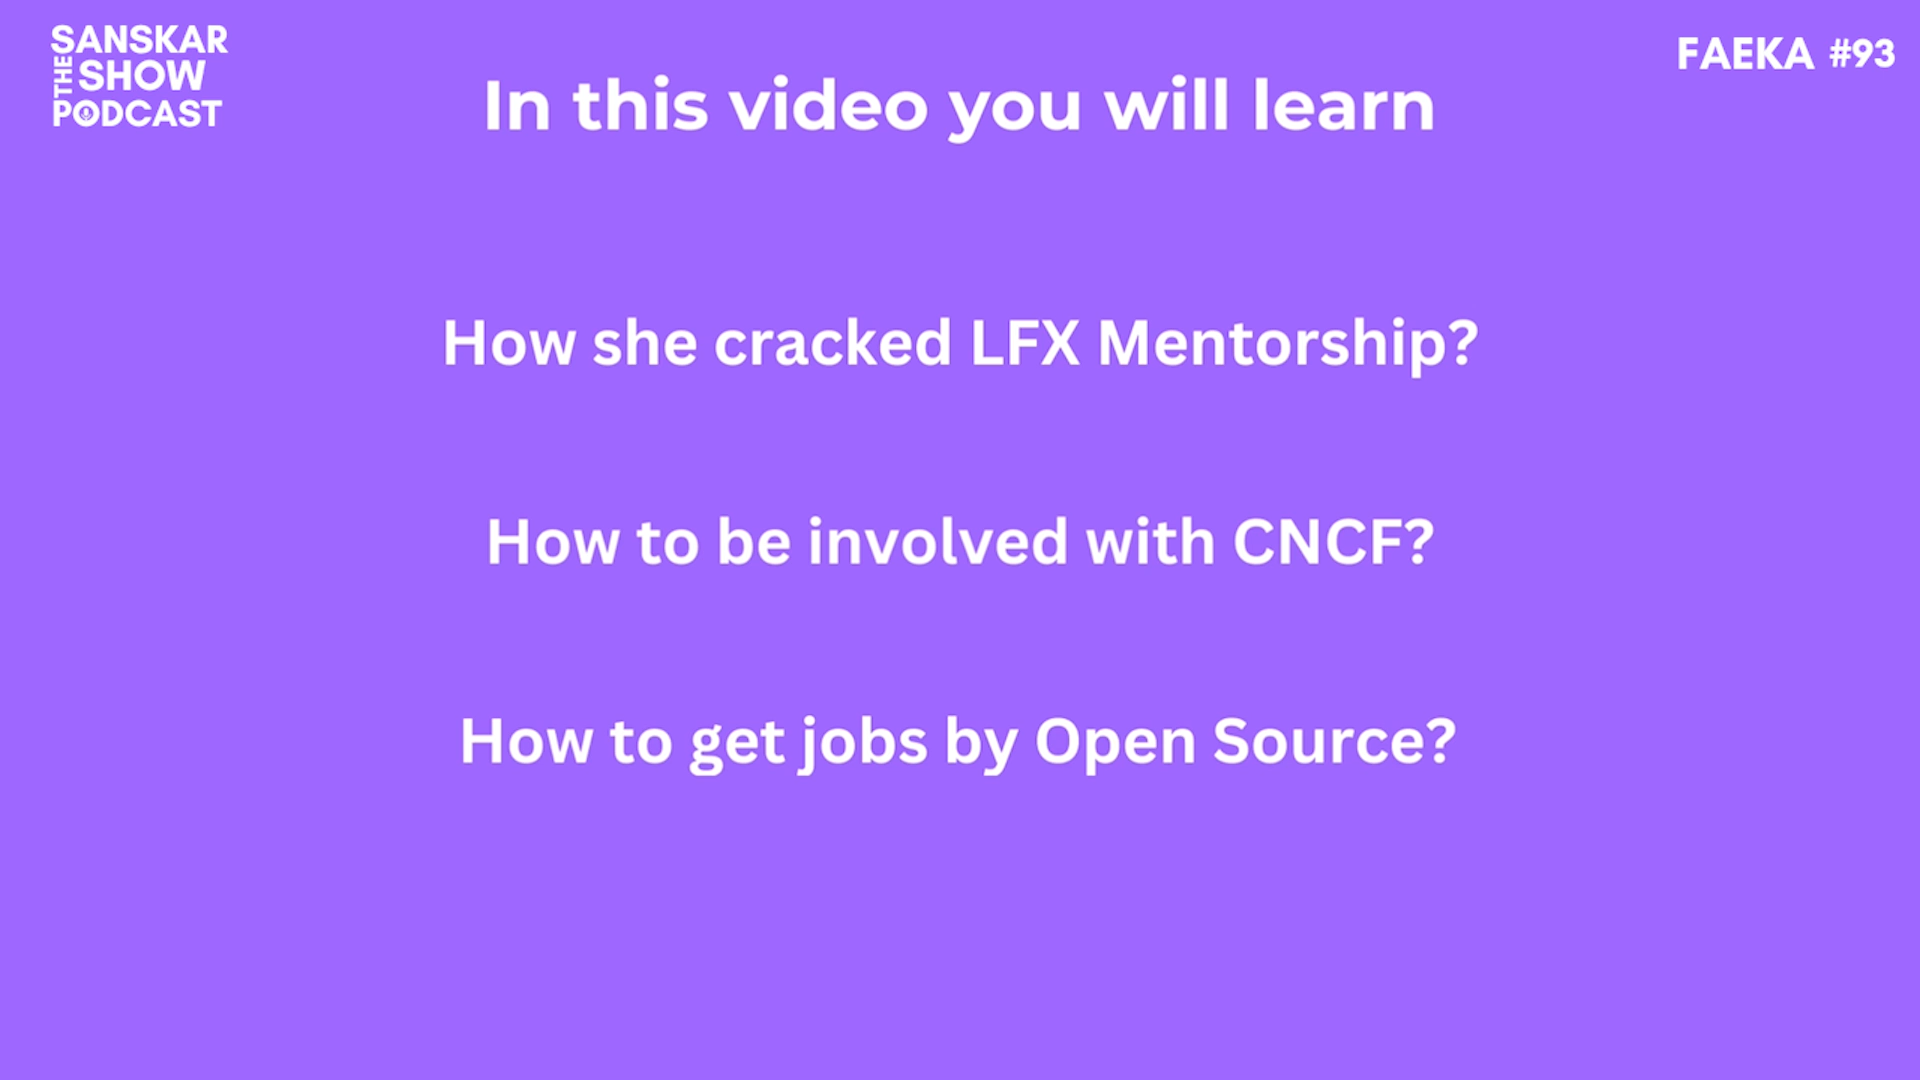 SANSKAR
THE SHOW
PODCAST
FAEKA #93
In this video you will learn
How she cracked LFX Mentorship?
How to be involved with CNCF?
How to get jobs by Open Source?